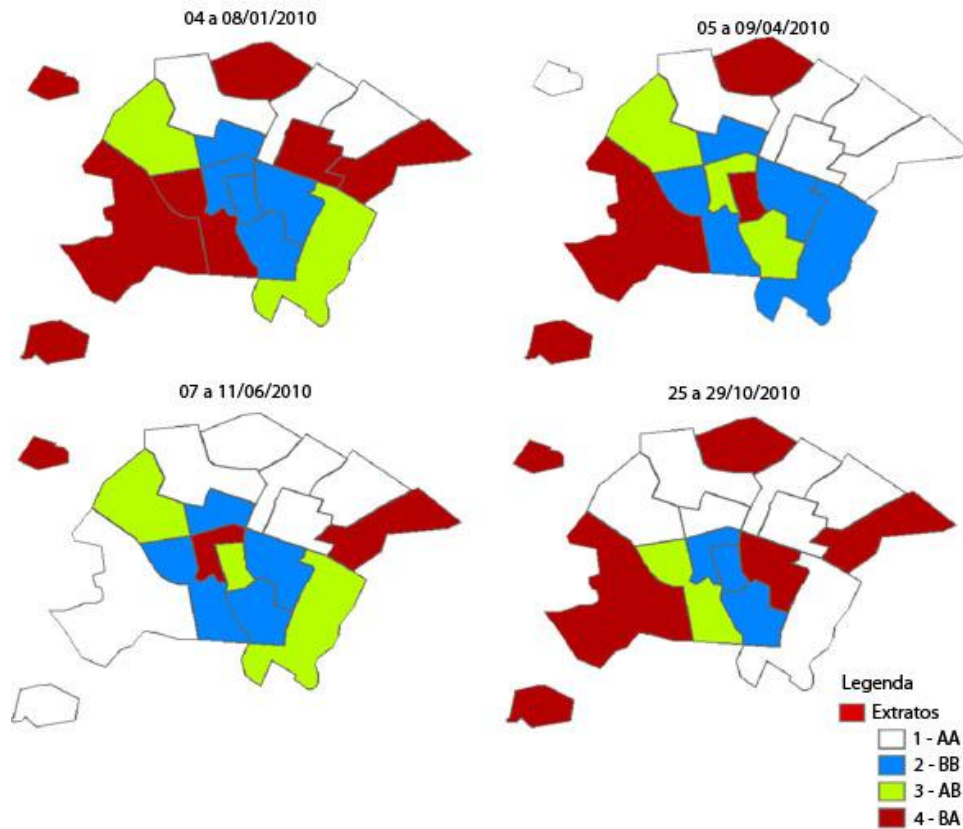 04 a 08/01/2010
05 a 09/04/2010
07 a 11/06/2010
25 a 29/10/2010
Legenda
Extratos
1 - AA
2 - BB
3 - AB
4 - BA